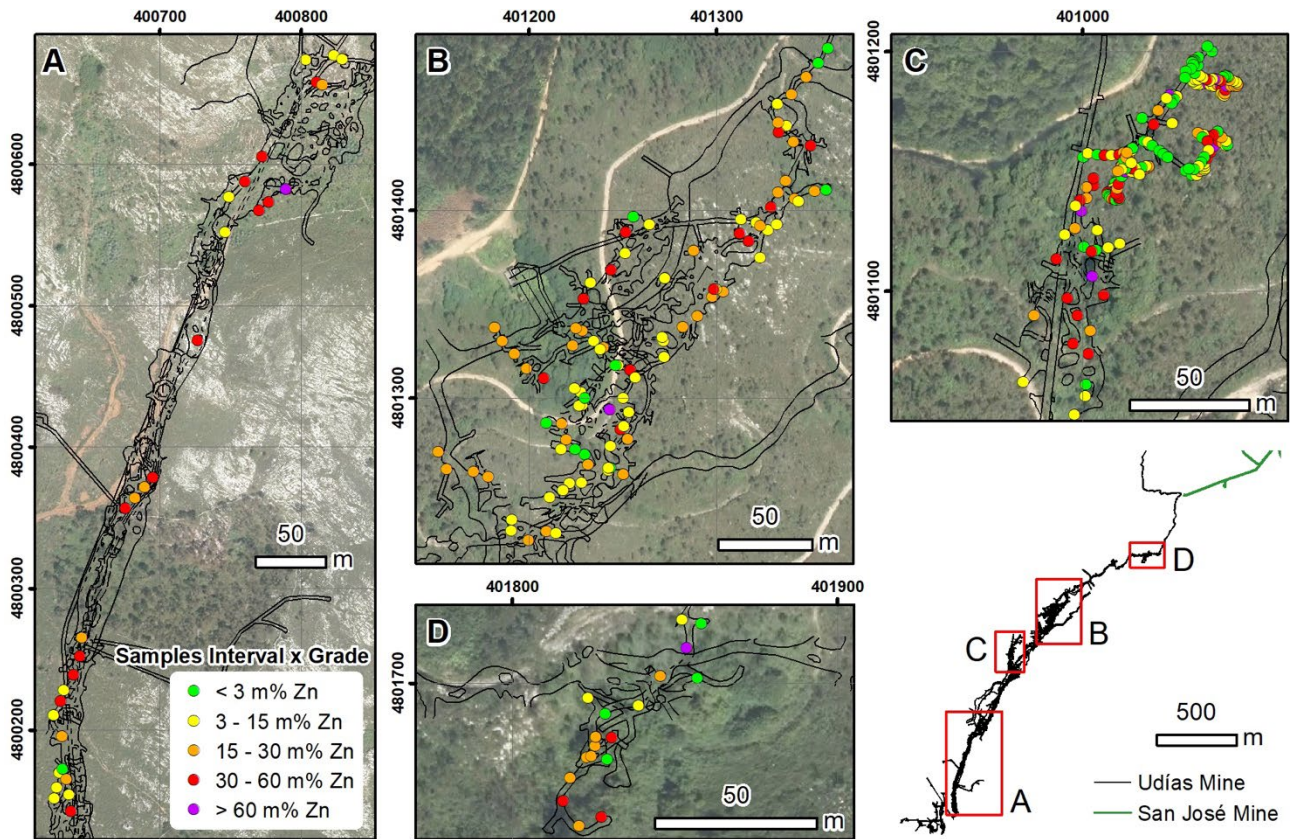 400700 400800
A
4800600
4800500
4800400
4800300
4800200
50
m
Samples Interval x Grade
< 3 m% Zn
3 - 15 m% Zn
15 - 30 m% Zn
30 - 60 m% Zn
> 60 m% Zn
401200 401300
B
4801400
4801300
50
m
401000
C
4801200
4801100
50
m
401800 401900
D
4801700
50
m
D
B
C
A
500
m
Udías Mine
San José Mine